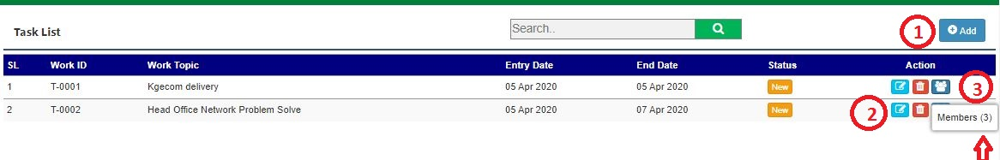 Task List Search.. 1 Add
SL Work ID Work Topic Entry Date End Date Status Action
1 T-0001 Kgecom delivery 05 Apr 2020 05 Apr 2020 New 3
2 T-0002 Head Office Network Problem Solve 05 Apr 2020 07 Apr 2020 New 2
Members (3)